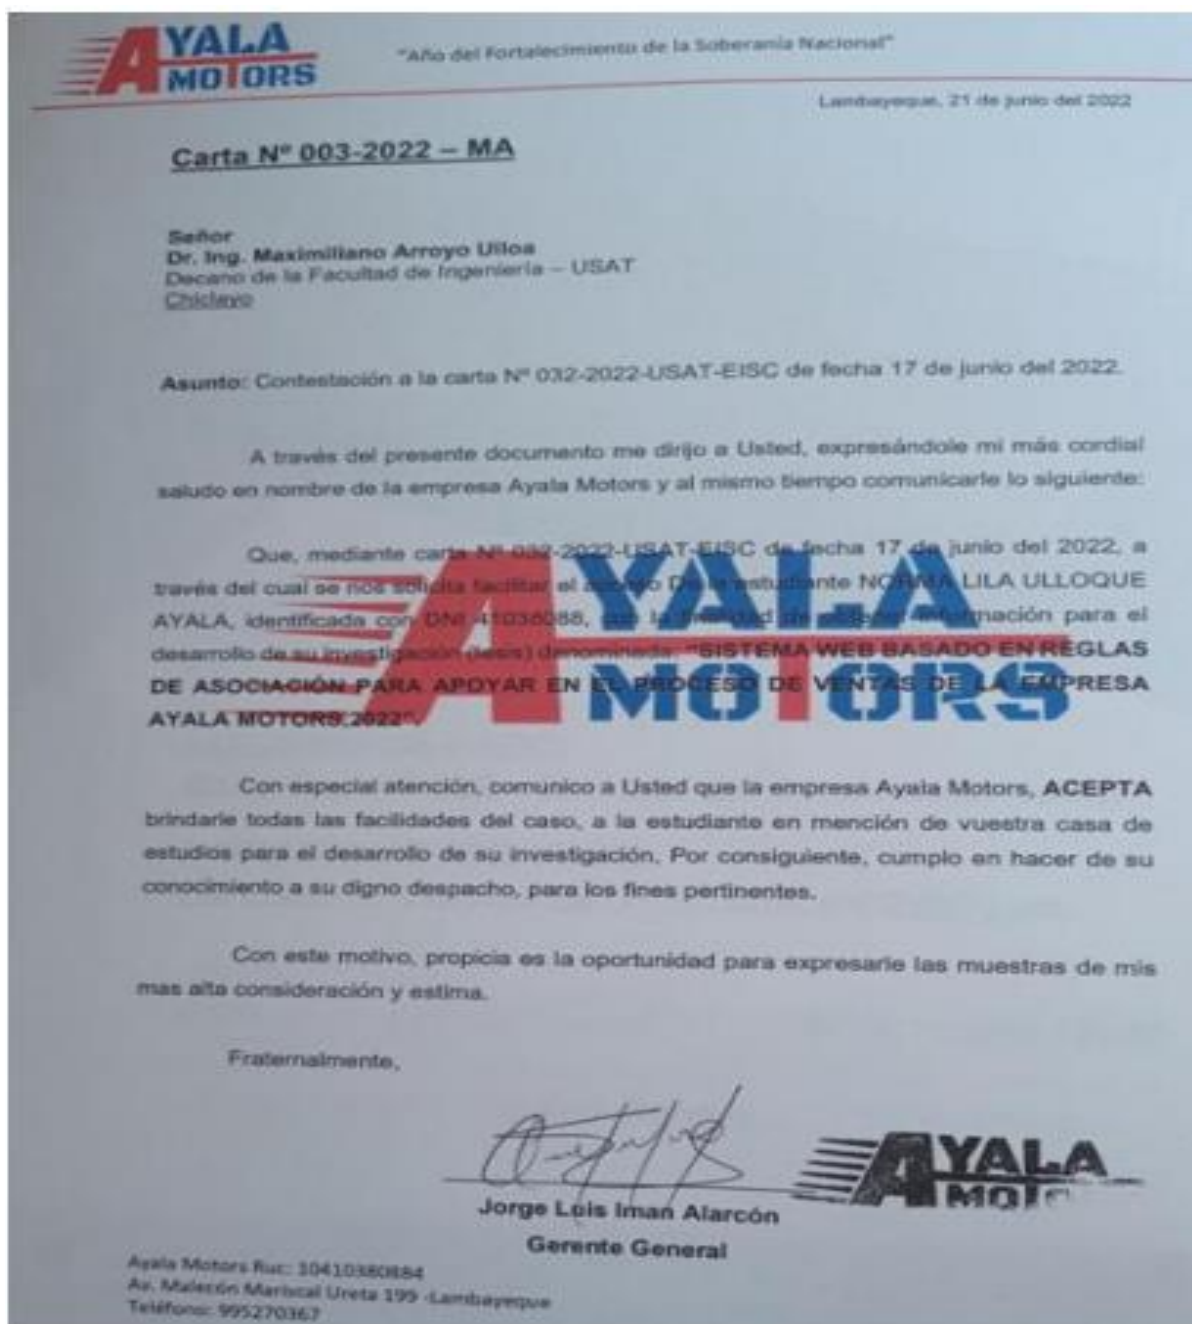 AYALA
MOTORS
"Año del Fortalecimiento de la Soberanía Nacional"
Lambayeque, 21 de junio del 2022
Carta Nº 003-2022 – MA
Señor
Dr. Ing. Maximiliano Arroyo Ulloa
Decano de la Facultad de Ingeniería – USAT
Chiclayo
Asunto: Contestación a la carta Nº 032-2022-USAT-EISC de fecha 17 de junio del 2022.
A través del presente documento me dirijo a Usted, expresándole mi más cordial
saludo en nombre de la empresa Ayala Motors y al mismo tiempo comunicarle lo siguiente:
Que, mediante carta Nº 032-2022-USAT-EISC de fecha 17 de junio del 2022, a
través del cual se nos solicita facilitar el acceso De la estudiante NORMA LILA ULLOQUE
AYALA, identificada con DNI 41038088, con la finalidad de obtener información para el
desarrollo de su investigación (tesis) denominada: "SISTEMA WEB BASADO EN REGLAS
DE ASOCIACIÓN PARA APOYAR EN EL PROCESO DE VENTAS DE LA EMPRESA
AYALA MOTORS,2022".
AYALA
MOTORS
Con especial atención, comunico a Usted que la empresa Ayala Motors, ACEPTA
brindarle todas las facilidades del caso, a la estudiante en mención de vuestra casa de
estudios para el desarrollo de su investigación. Por consiguiente, cumplo en hacer de su
conocimiento a su digno despacho, para los fines pertinentes.
Con este motivo, propicia es la oportunidad para expresarle las muestras de mis
mas alta consideración y estima.
Fraternalmente,
Jorge Luis Iman Alarcón
Gerente General
AYALA
MOTO
Ayala Motors Ruc: 10410380884
Av. Malecón Mariscal Ureta 199 -Lambayeque
Teléfono: 995270367